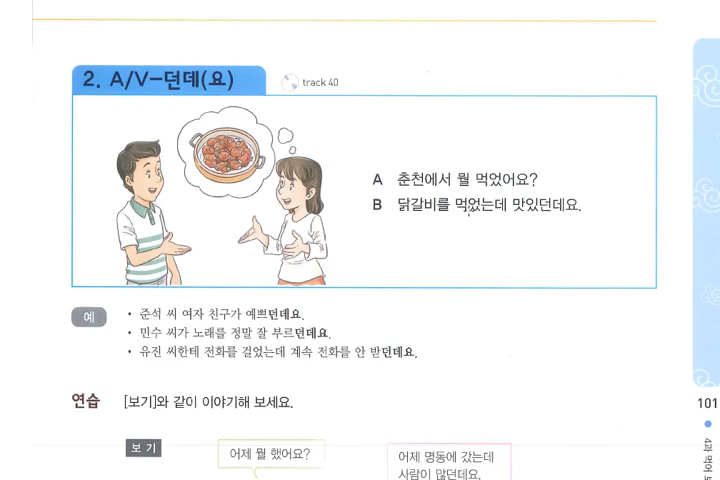 2. A/V-던데(요)
track 40
A 춘천에서 뭘 먹었어요?
B 닭갈비를 먹었는데 맛있던데요.
예
• 준석 씨 여자 친구가 예쁘던데요.
• 민수 씨가 노래를 정말 잘 부르던데요.
• 유진 씨한테 전화를 걸었는데 계속 전화를 안 받던데요.
연습 [보기]와 같이 이야기해 보세요.
보기
어제 뭘 했어요?
어제 명동에 갔는데
사람이 많던데요.
101
4과 먹어